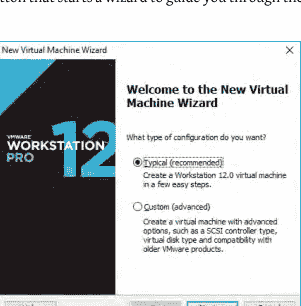 tton that starts a wizard to guide you through the
New Virtual Machine Wizard
Welcome to the New Virtual
Machine Wizard
VMWARE
WORKSTATION
PRO
12
What type of configuration do you want?
Typical (recommended)
Create a Workstation 12.0 virtual machine
in a few easy steps.
Custom (advanced)
Create a virtual machine with advanced
options, such as a SCSI controller type,
virtual disk type and compatibility with
older VMware products.